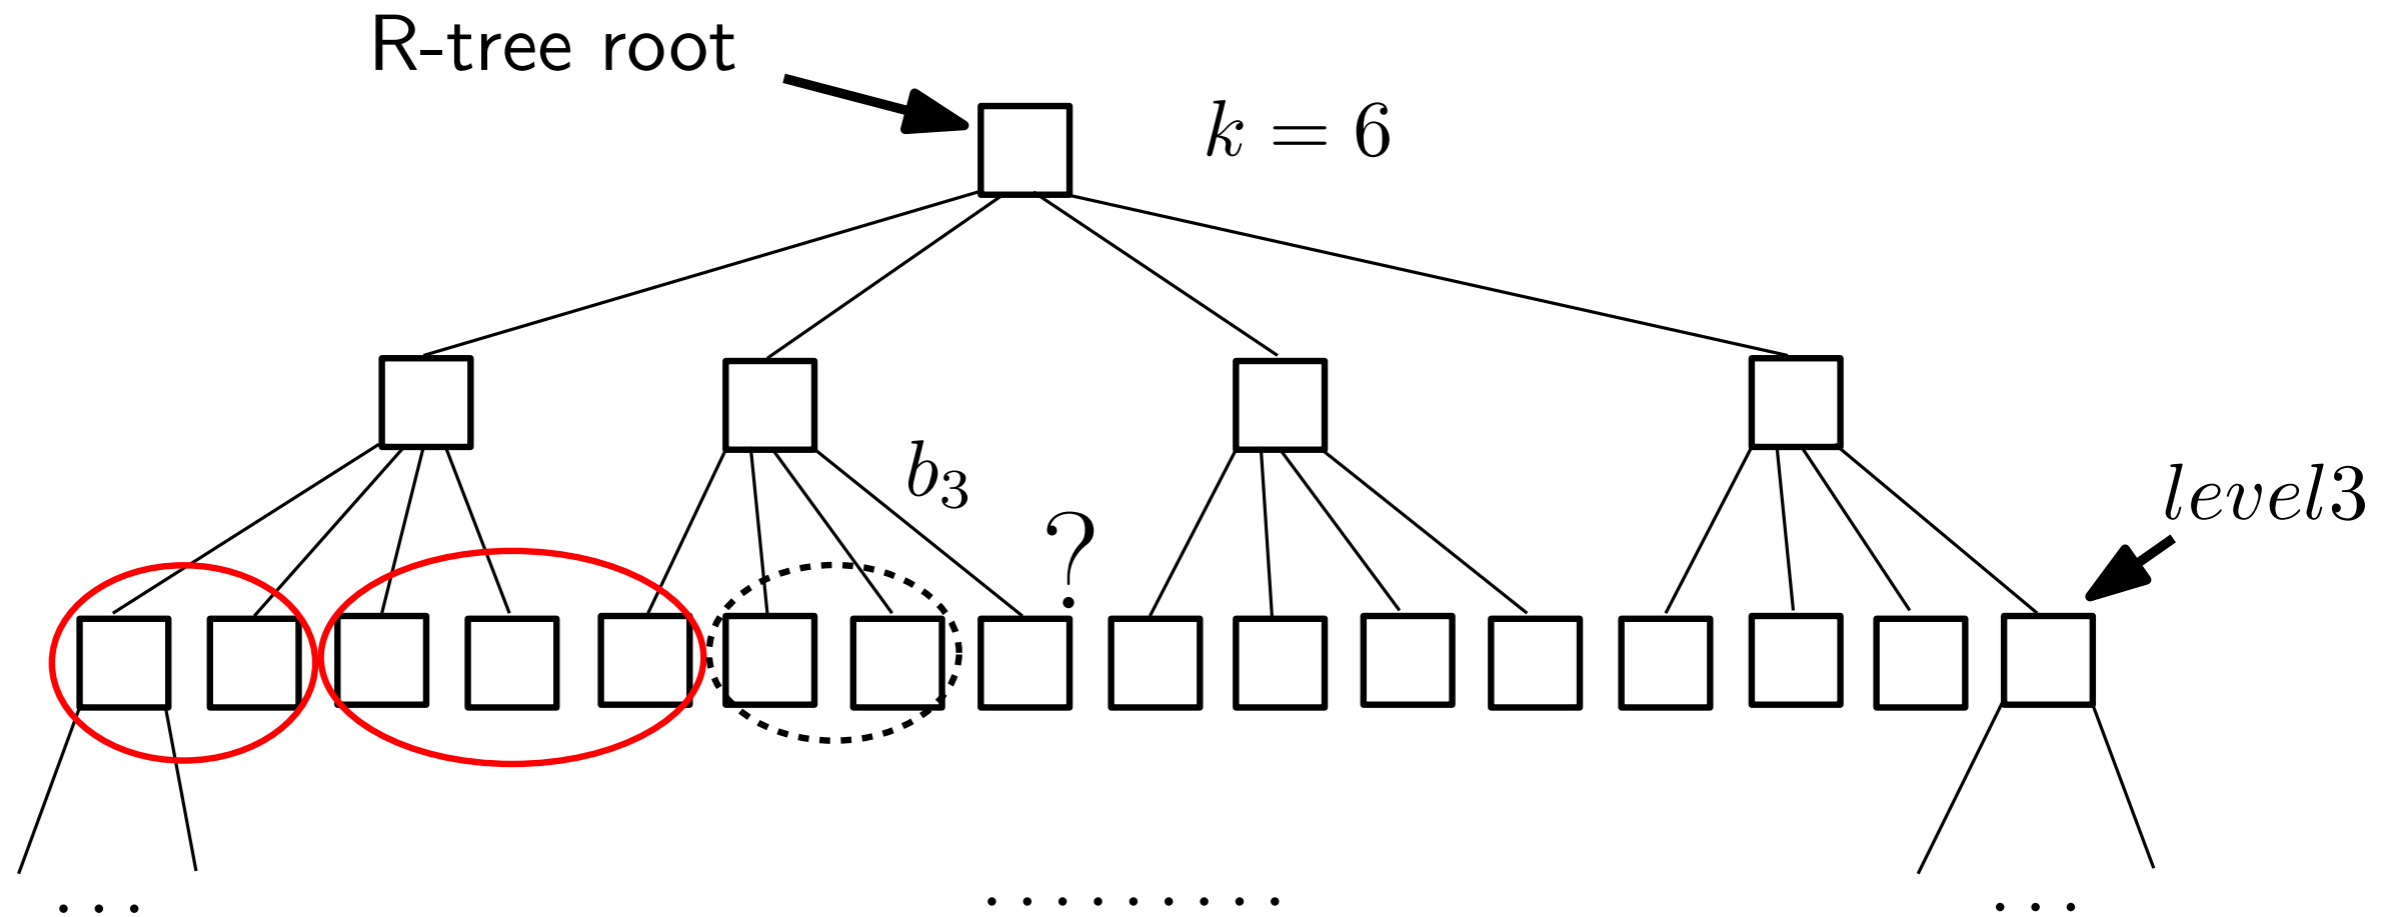 R-tree root
k = 6
b₃
?
level3
. . .
. . . . . . . . .
. . .